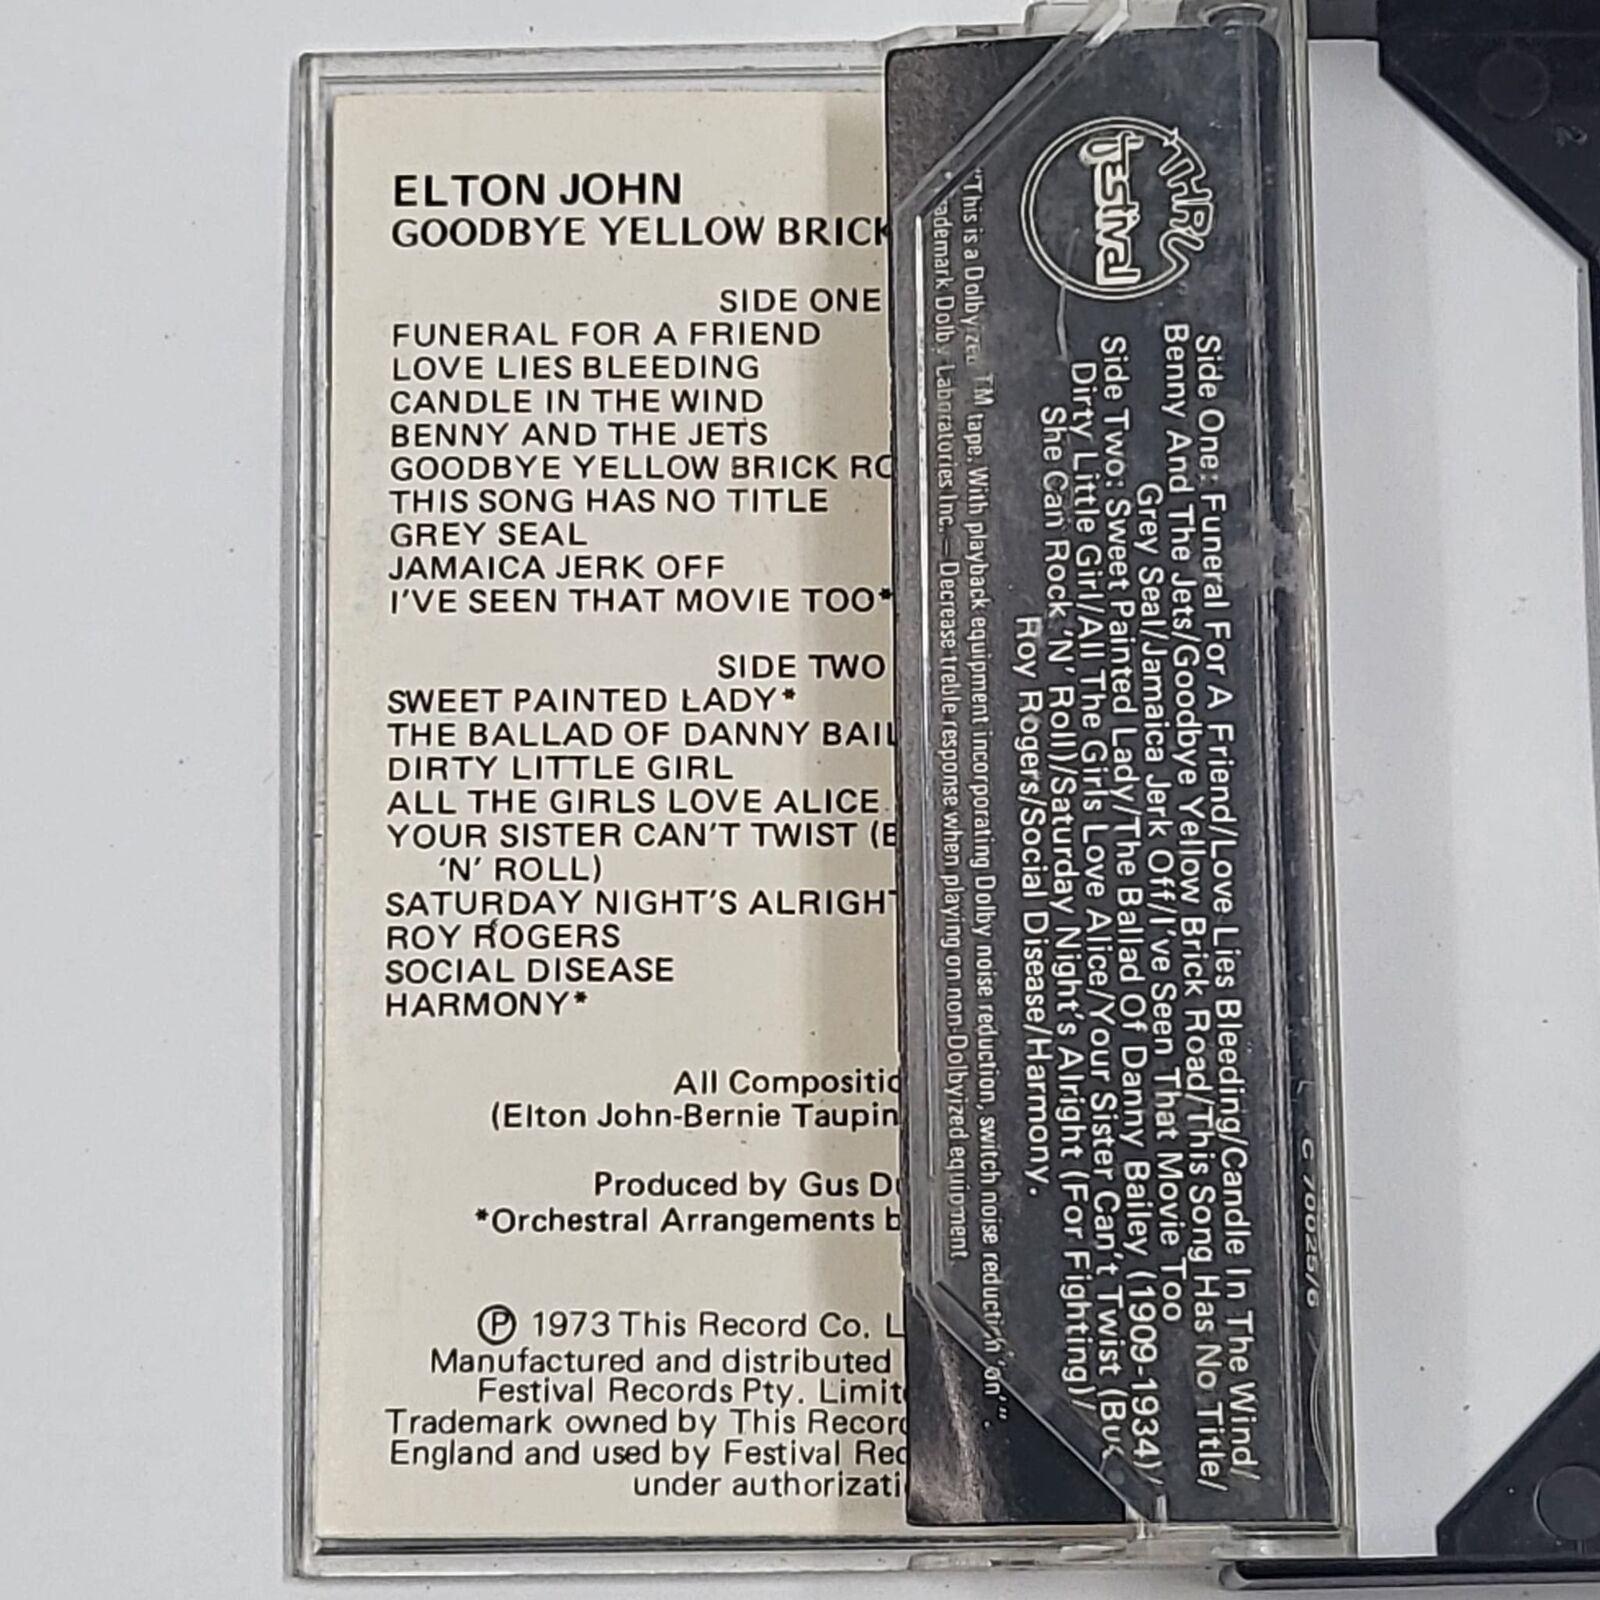 ELTON JOHN
GOODBYE YELLOW BRICK
SIDE ONE
FUNERAL FOR A FRIEND
LOVE LIES BLEEDING
CANDLE IN THE WIND
BENNY AND THE JETS
GOODBYE YELLOW BRICK RO
THIS SONG HAS NO TITLE
GREY SEAL
JAMAICA JERK OFF
I'VE SEEN THAT MOVIE TOO*
SIDE TWO
SWEET PAINTED LADY*
THE BALLAD OF DANNY BAIL
DIRTY LITTLE GIRL
ALL THE GIRLS LOVE ALICE
YOUR SISTER CAN'T TWIST (B
'N' ROLL)
SATURDAY NIGHT'S ALRIGHT
ROY ROGERS
SOCIAL DISEASE
HARMONY*
All Compositio
(Elton John-Bernie Taupin
Produced by Gus Du
*Orchestral Arrangements b
Ⓟ 1973 This Record Co. L
Manufactured and distributed
Festival Records Pty. Limit
Trademark owned by This Record
England and used by Festival Rec
under authorizati
festival
Side One: Funeral For A Friend/Love Lies Bleeding/Candle In The Wind/
Benny And The Jets/Goodbye Yellow Brick Road/This Song Has No Title/
Grey Seal/Jamaica Jerk Off/I've Seen That Movie Too
Side Two: Sweet Painted Lady/The Ballad Of Danny Bailey (1909-1934)/
Dirty Little Girl/All The Girls Love Alice/Your Sister Can't Twist (Bu
She Can Rock 'N' Roll)/Saturday Night's Alright (For Fighting)/
Roy Rogers/Social Disease/Harmony.
"This is a Dolbyized TM tape. With playback equipment incorporating Dolby noise reduction, switch noise reduction 'on'".
ademark Dolby Laboratories Inc. — Decrease treble response when playing on non-Dolbyized equipment
C 70025/6
2